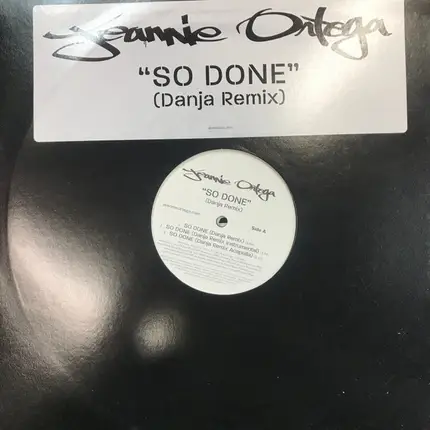 Jeannie Ortega
“SO DONE”
(Danja Remix)
Jeannie Ortega
“SO DONE”
(Danja Remix)
Side A
SO DONE (Danja Remix)
SO DONE (Danja Remix Instrumental)
SO DONE (Danja Remix Acapella)